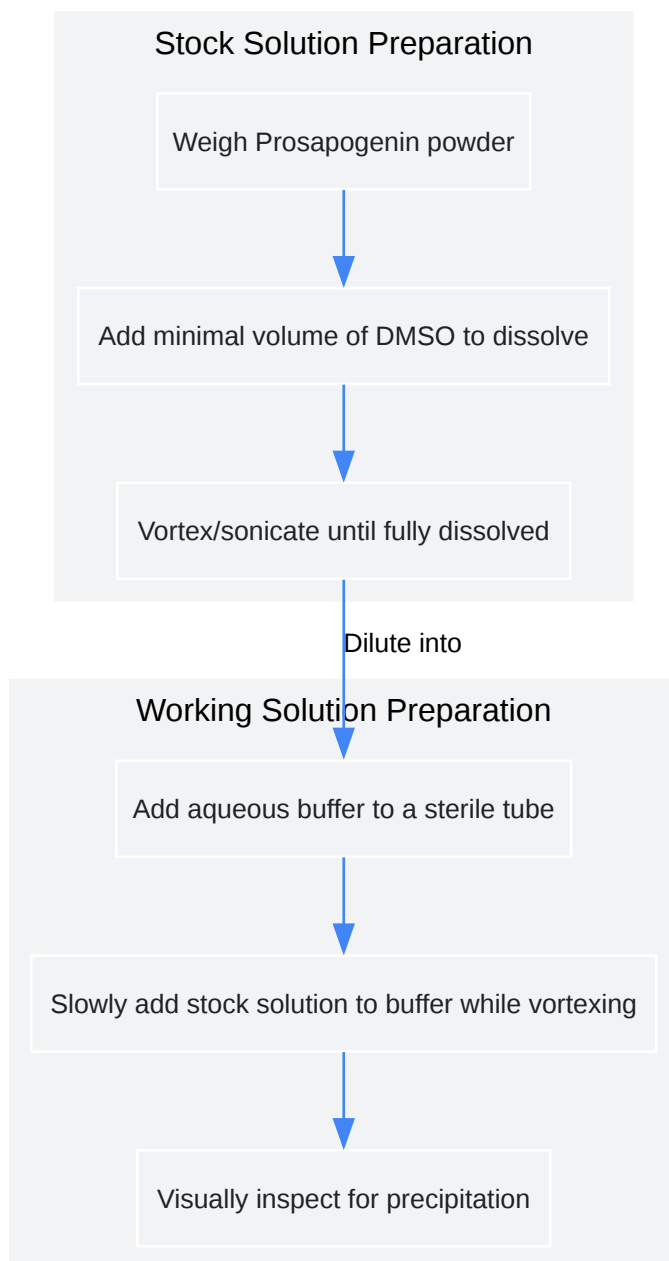 Stock Solution Preparation
Weigh Prosapogenin powder
Add minimal volume of DMSO to dissolve
Vortex/sonicate until fully dissolved
Dilute into
Working Solution Preparation
Add aqueous buffer to a sterile tube
Slowly add stock solution to buffer while vortexing
Visually inspect for precipitation